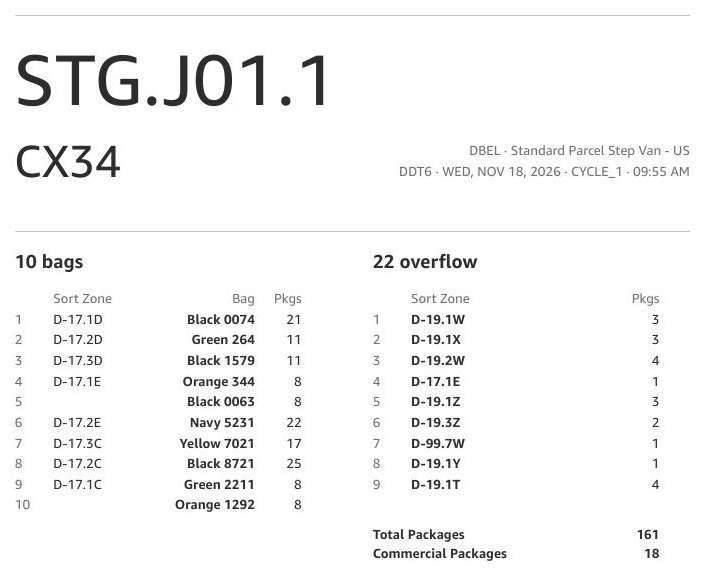 STG.J01.1
CX34
DBEL · Standard Parcel Step Van - US
DDT6 · WED, NOV 18, 2026 · CYCLE_1 · 09:55 AM
10 bags
Sort Zone Bag Pkgs
1 D-17.1D Black 0074 21
2 D-17.2D Green 264 11
3 D-17.3D Black 1579 11
4 D-17.1E Orange 344 8
5 Black 0063 8
6 D-17.2E Navy 5231 22
7 D-17.3C Yellow 7021 17
8 D-17.2C Black 8721 25
9 D-17.1C Green 2211 8
10 Orange 1292 8
22 overflow
Sort Zone Pkgs
1 D-19.1W 3
2 D-19.1X 3
3 D-19.2W 4
4 D-17.1E 1
5 D-19.1Z 3
6 D-19.3Z 2
7 D-99.7W 1
8 D-19.1Y 1
9 D-19.1T 4
Total Packages 161
Commercial Packages 18